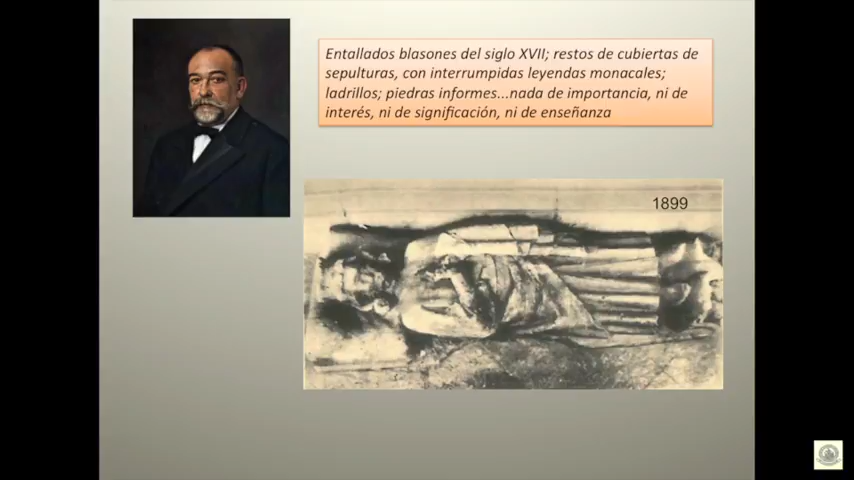 Entallados blasones del siglo XVII; restos de cubiertas de
sepulturas, con interrumpidas leyendas monacales;
ladrillos; piedras informes...nada de importancia, ni de
interés, ni de significación, ni de enseñanza
1899